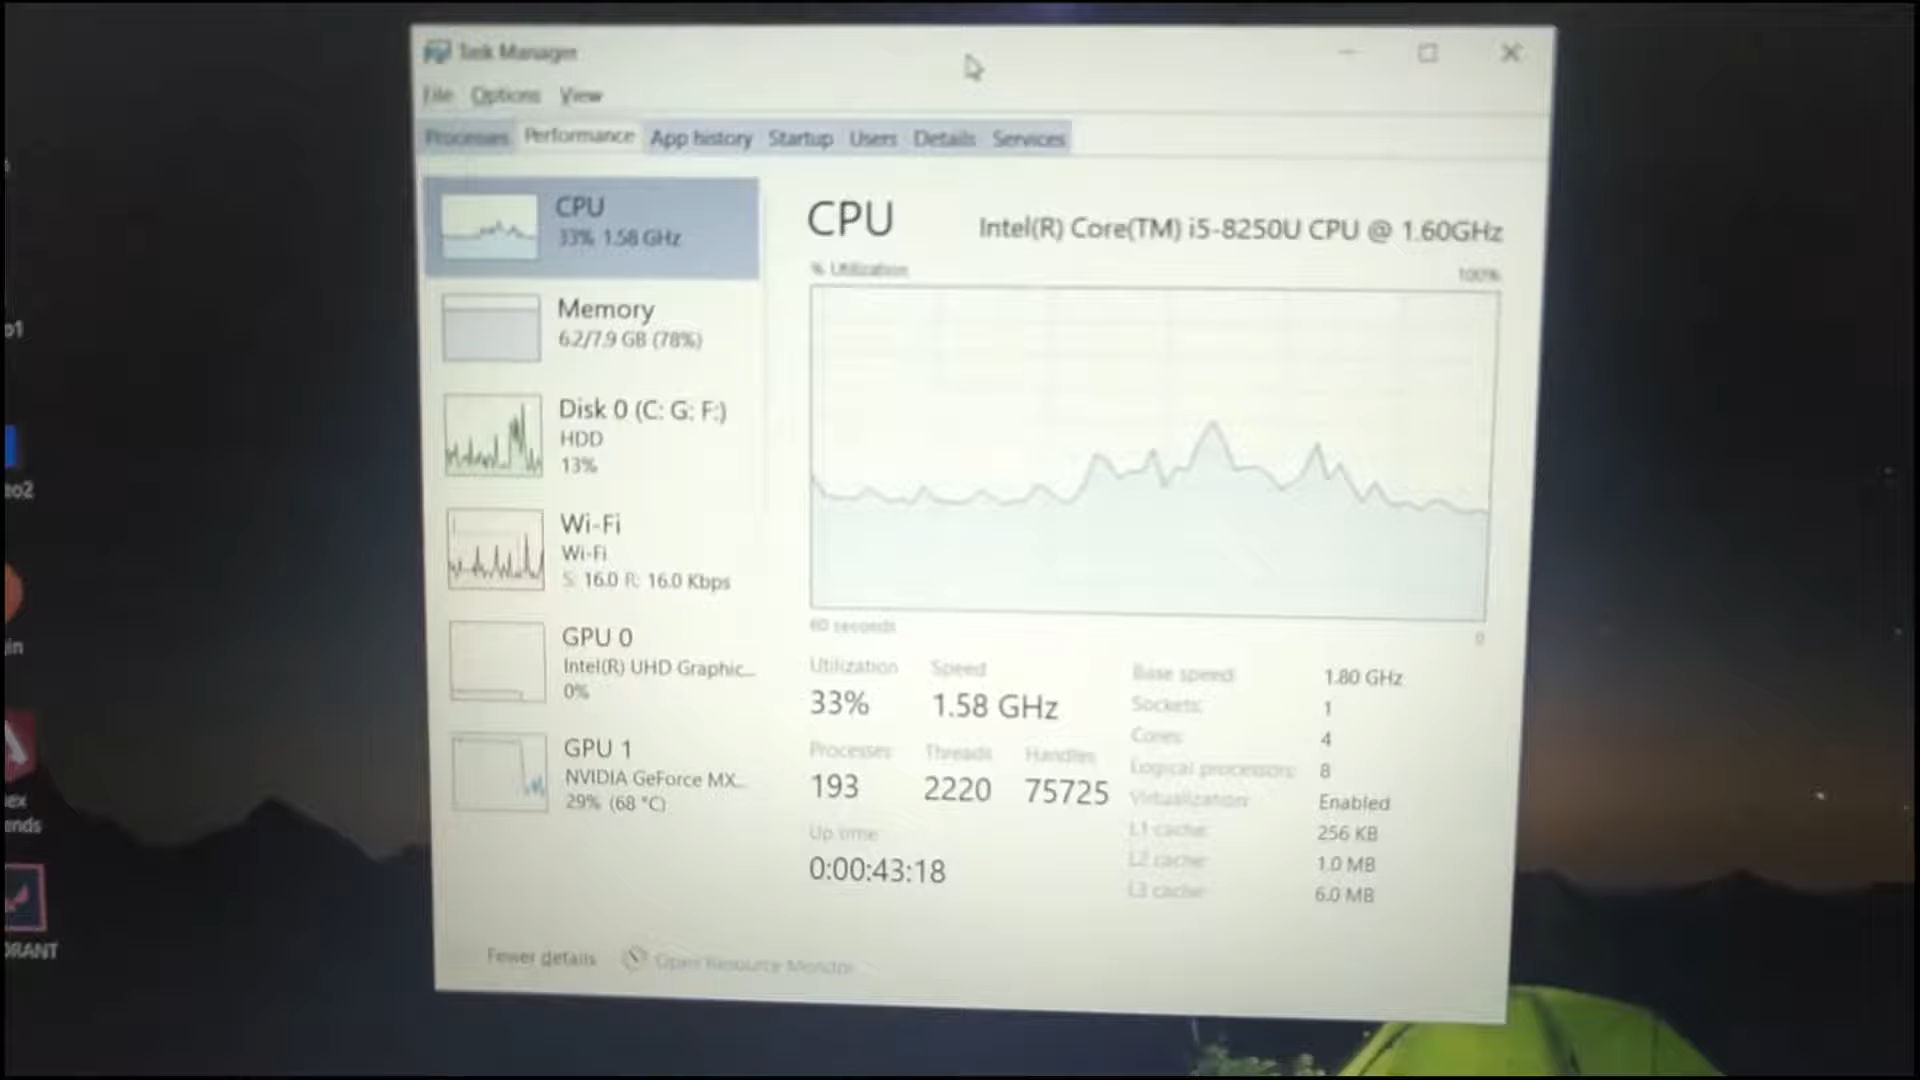 Task Manager
File Options View
Processes Performance App history Startup Users Details Services
CPU
33% 1.58 GHz
Memory
6.2/7.9 GB (78%)
Disk 0 (C: G: F:)
HDD
13%
Wi-Fi
Wi-Fi
S: 16.0 R: 16.0 Kbps
GPU 0
Intel(R) UHD Graphic...
0%
GPU 1
NVIDIA GeForce MX...
29% (68 °C)
CPU Intel(R) Core(TM) i5-8250U CPU @ 1.60GHz
% Utilization 100%
60 seconds 0
Utilization Speed
33% 1.58 GHz
Processes Threads Handles
193 2220 75725
Up time
0:00:43:18
Base speed: 1.80 GHz
Sockets: 1
Cores: 4
Logical processors: 8
Virtualization: Enabled
L1 cache: 256 KB
L2 cache: 1.0 MB
L3 cache: 6.0 MB
Fewer details Open Resource Monitor
o1
eo2
in
ex
ends
ORANT